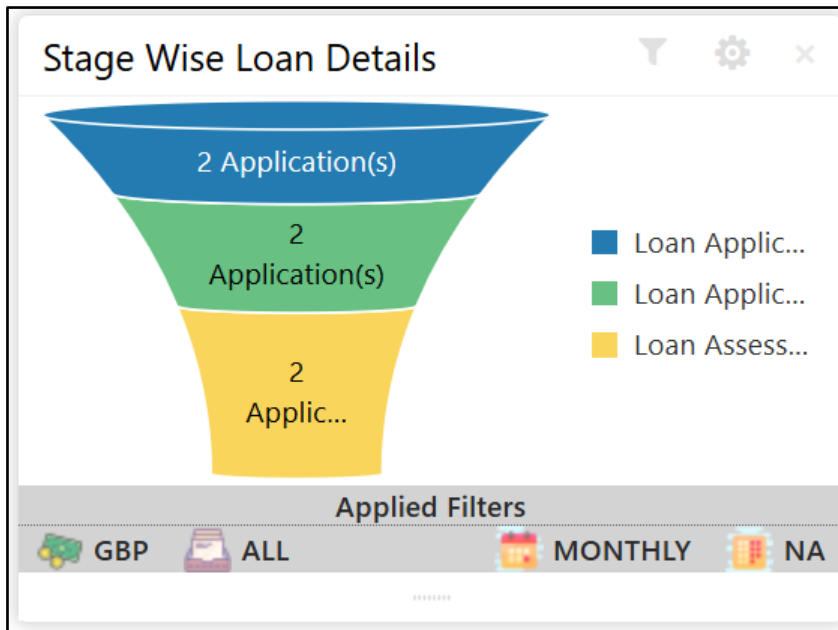 Stage Wise Loan Details
2 Application(s)
2
Application(s)
2
Applic...
Loan Applic...
Loan Applic...
Loan Assess...
Applied Filters
GBP ALL MONTHLY NA